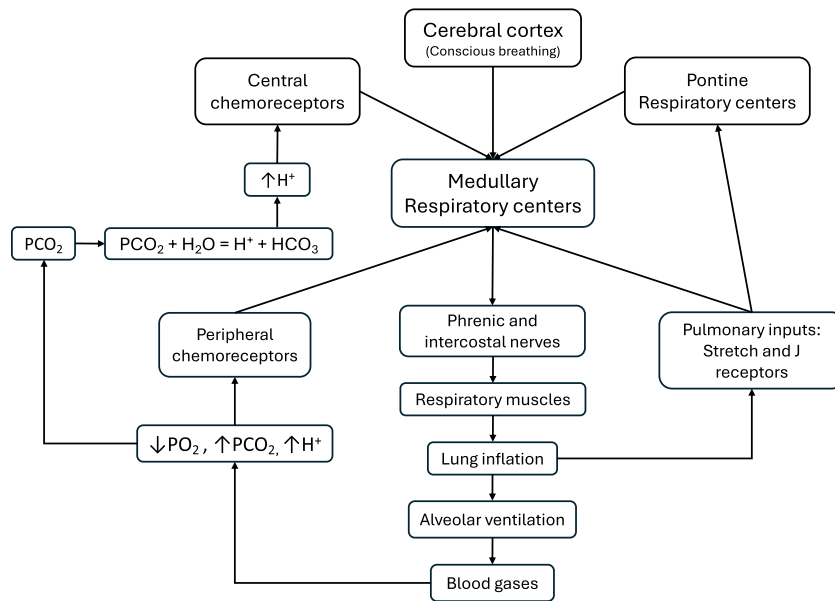 Cerebral cortex
(Conscious breathing)
Central
chemoreceptors
Pontine
Respiratory centers
↑H⁺
Medullary
Respiratory centers
PCO₂
PCO₂ + H₂O = H⁺ + HCO₃
Peripheral
chemoreceptors
Phrenic and
intercostal nerves
Pulmonary inputs:
Stretch and J
receptors
Respiratory muscles
↓PO₂ , ↑PCO₂, ↑H⁺
Lung inflation
Alveolar ventilation
Blood gases